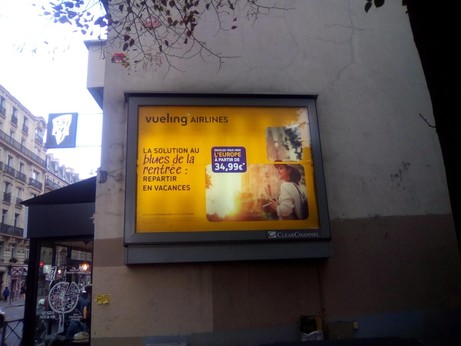 vueling AIRLINES
LA SOLUTION AU
blues de la
rentrée :
REPARTIR
EN VACANCES
L'EUROPE
À PARTIR DE
34,99€*
CLEARCHANNEL